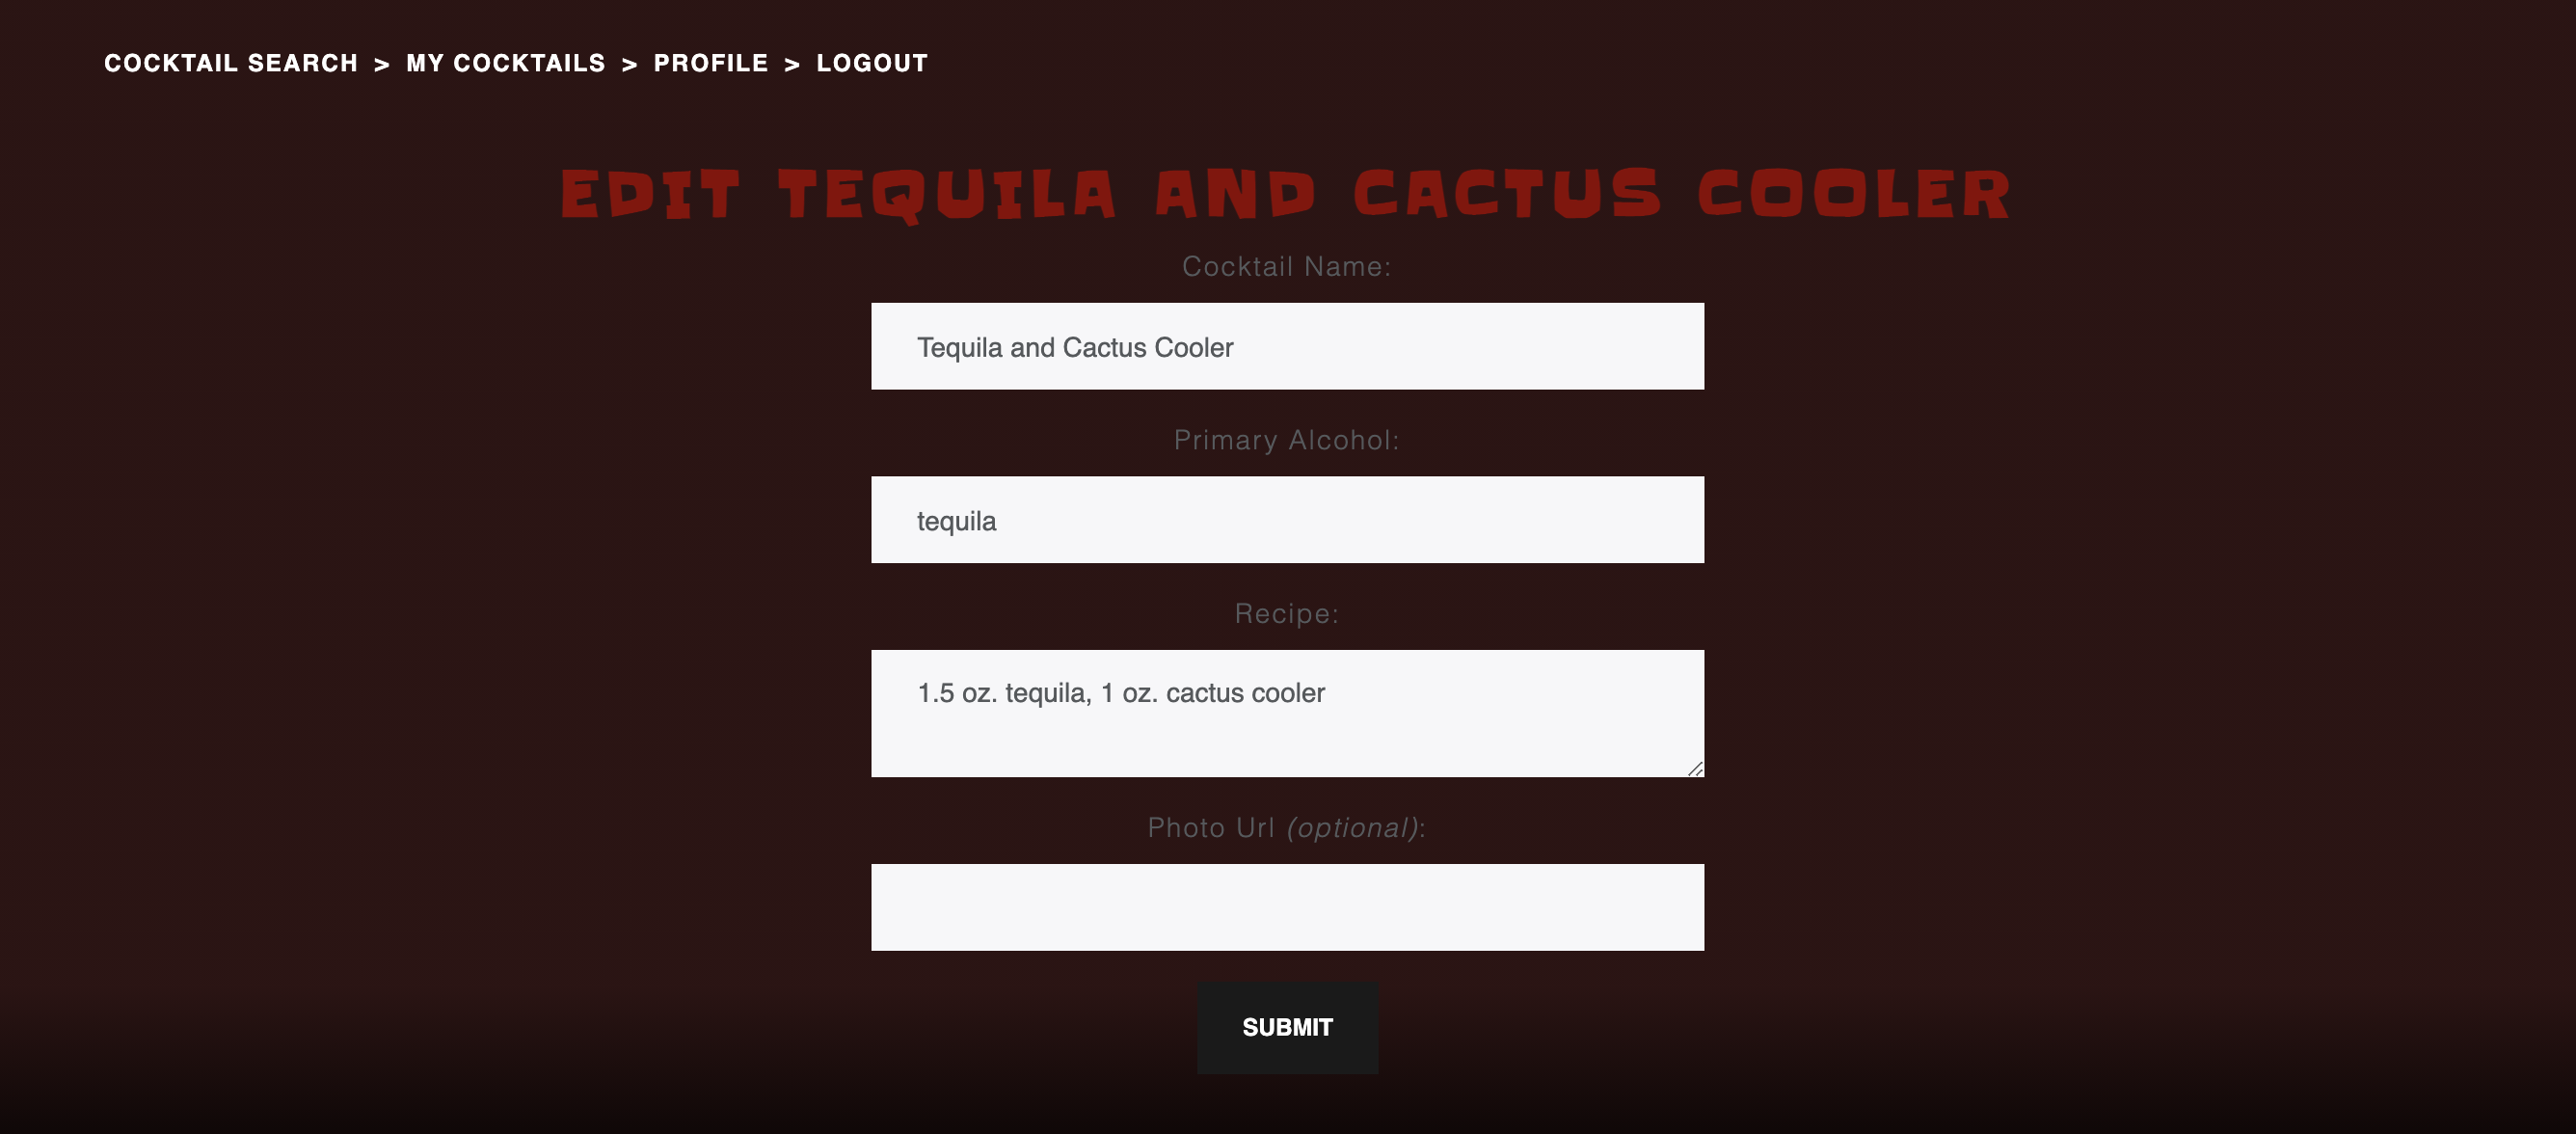 COCKTAIL SEARCH > MY COCKTAILS > PROFILE > LOGOUT
EDIT TEQUILA AND CACTUS COOLER
Cocktail Name:
Tequila and Cactus Cooler
Primary Alcohol:
tequila
Recipe:
1.5 oz. tequila, 1 oz. cactus cooler
Photo Url (optional):
SUBMIT